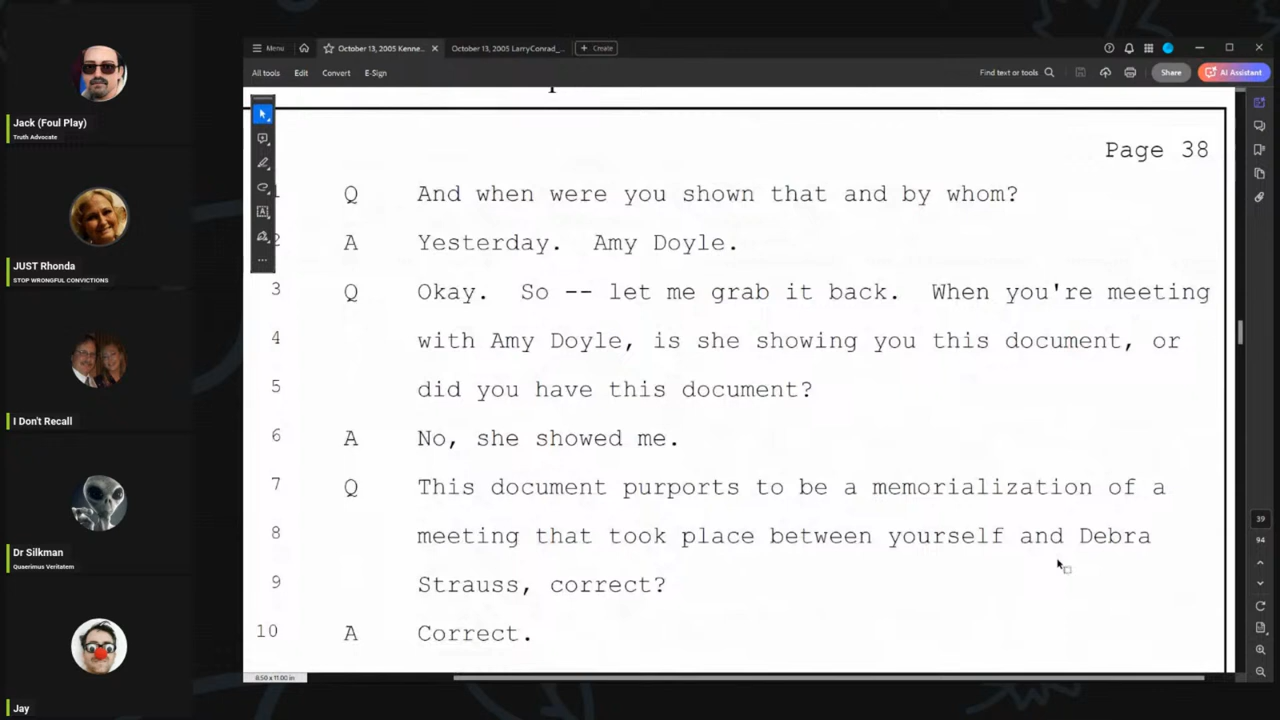 Menu
October 13, 2005 Kenne...
October 13, 2005 LarryConrad_...
Create
All tools
Edit
Convert
E-Sign
Find text or tools
Share
AI Assistant
Page 38
Q And when were you shown that and by whom?
2 A Yesterday. Amy Doyle.
3 Q Okay. So -- let me grab it back. When you're meeting
4 with Amy Doyle, is she showing you this document, or
5 did you have this document?
6 A No, she showed me.
7 Q This document purports to be a memorialization of a
8 meeting that took place between yourself and Debra
9 Strauss, correct?
10 A Correct.
8.50 x 11.00 in
39
94
Jack (Foul Play)
Truth Advocate
JUST Rhonda
STOP WRONGFUL CONVICTIONS
I Don't Recall
Dr Silkman
Quaerimus Veritatem
Jay